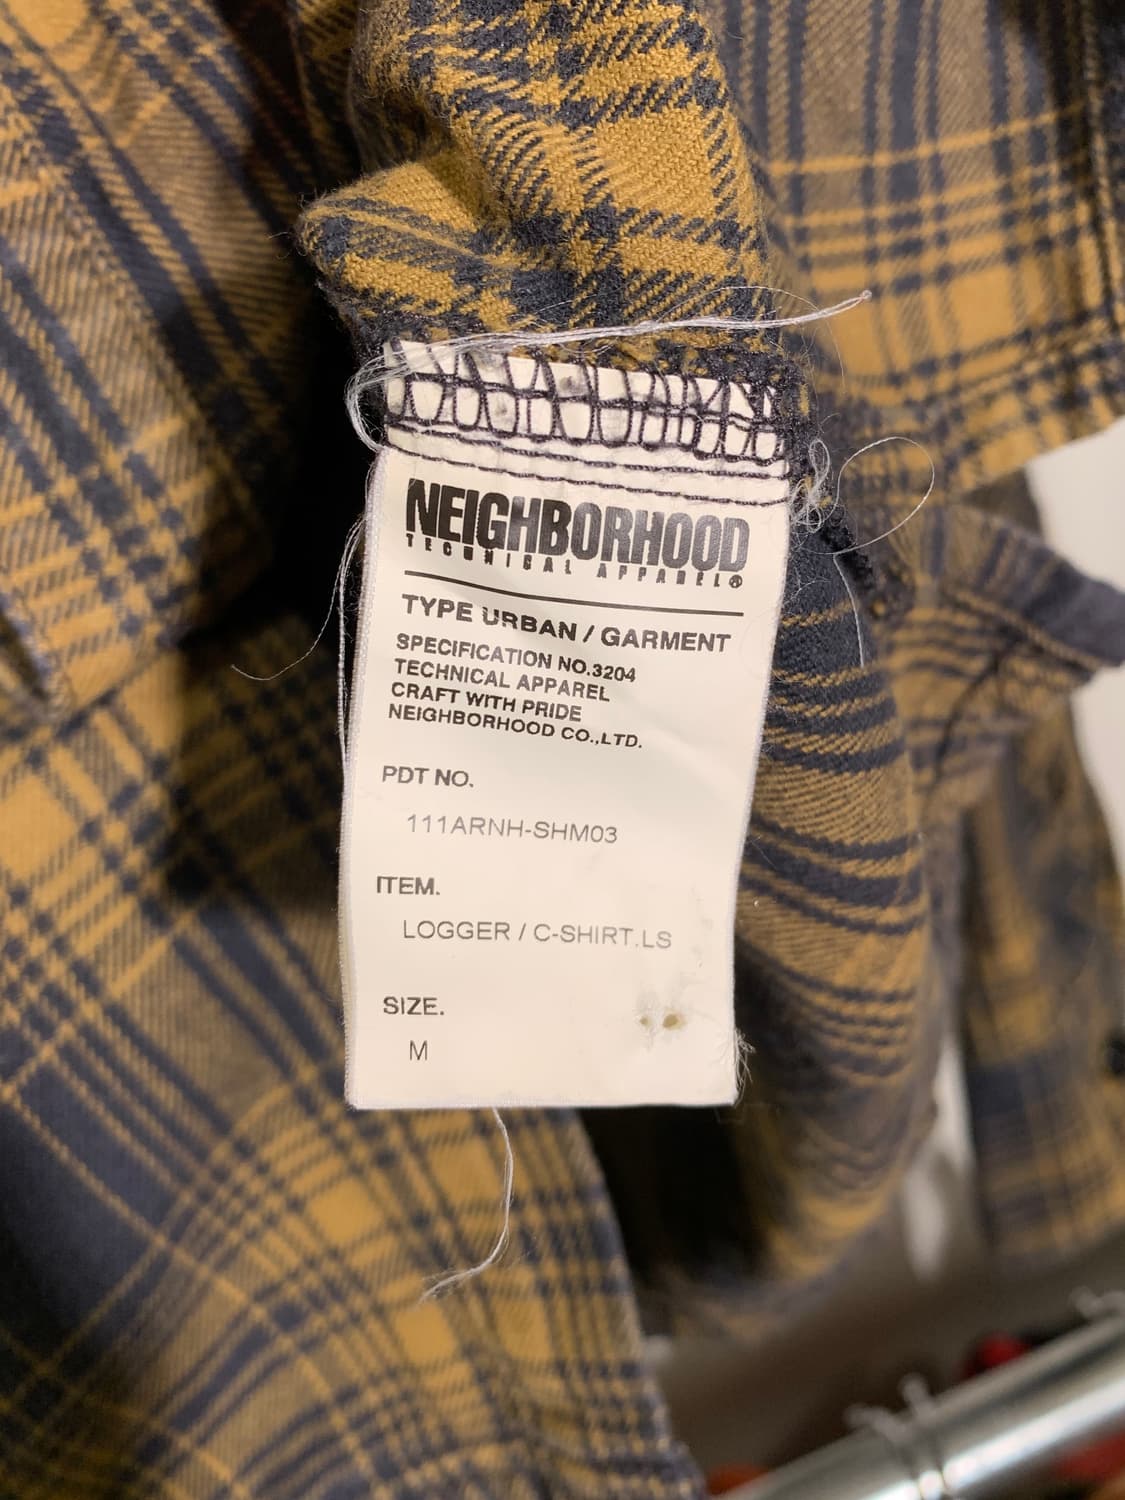 NEIGHBORHOOD
TECHNICAL APPAREL®
TYPE URBAN / GARMENT
SPECIFICATION NO.3204
TECHNICAL APPAREL
CRAFT WITH PRIDE
NEIGHBORHOOD CO.,LTD.
PDT NO.
111ARNH-SHM03
ITEM.
LOGGER / C-SHIRT.LS
SIZE.
M